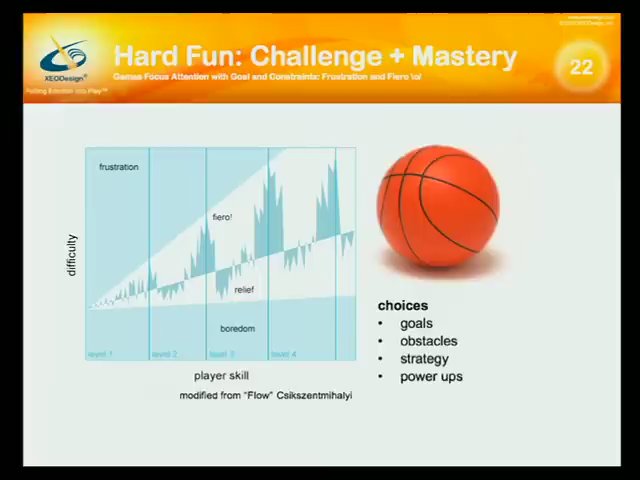 XEODesign®
Putting Emotion into Play™
Hard Fun: Challenge + Mastery
Games Focus Attention with Goal and Constraints: Frustration and Fiero \o/
22
frustration
fiero!
difficulty
relief
boredom
level 1
level 2
level 3
level 4
player skill
modified from "Flow" Csikszentmihalyi
choices
• goals
• obstacles
• strategy
• power ups